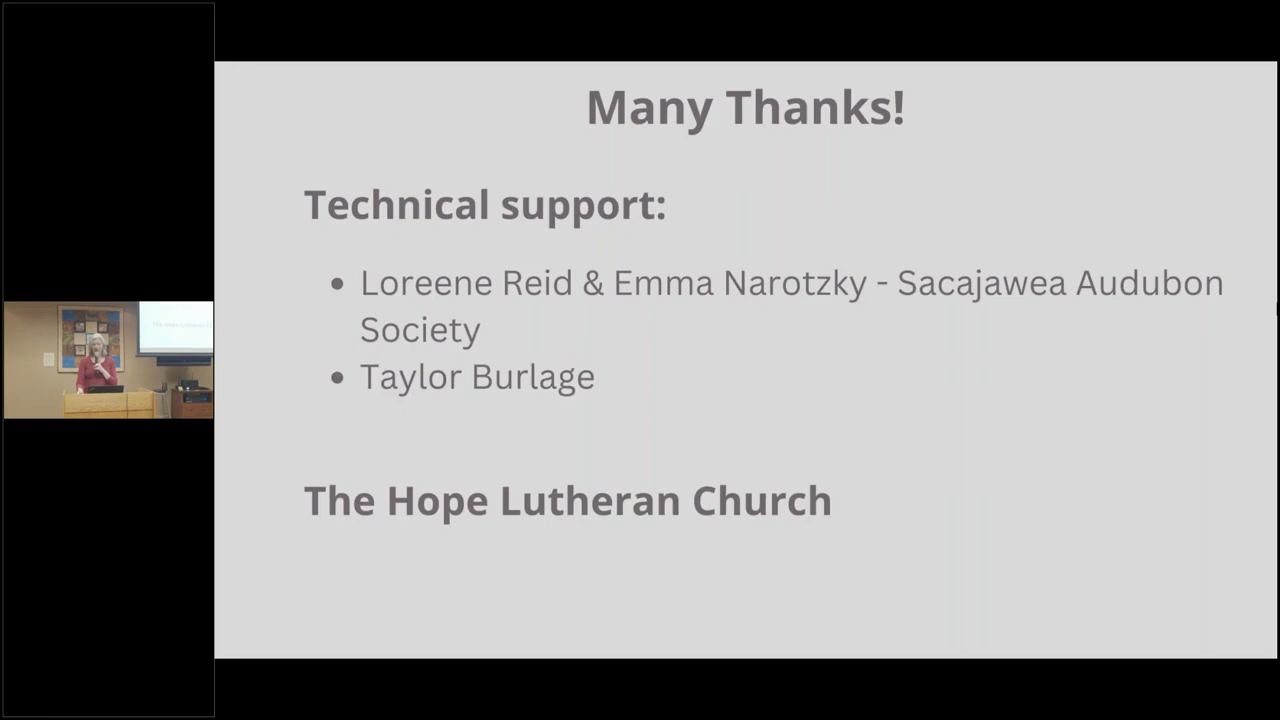 Many Thanks!
Technical support:
• Loreene Reid & Emma Narotzky - Sacajawea Audubon
Society
• Taylor Burlage
The Hope Lutheran Church